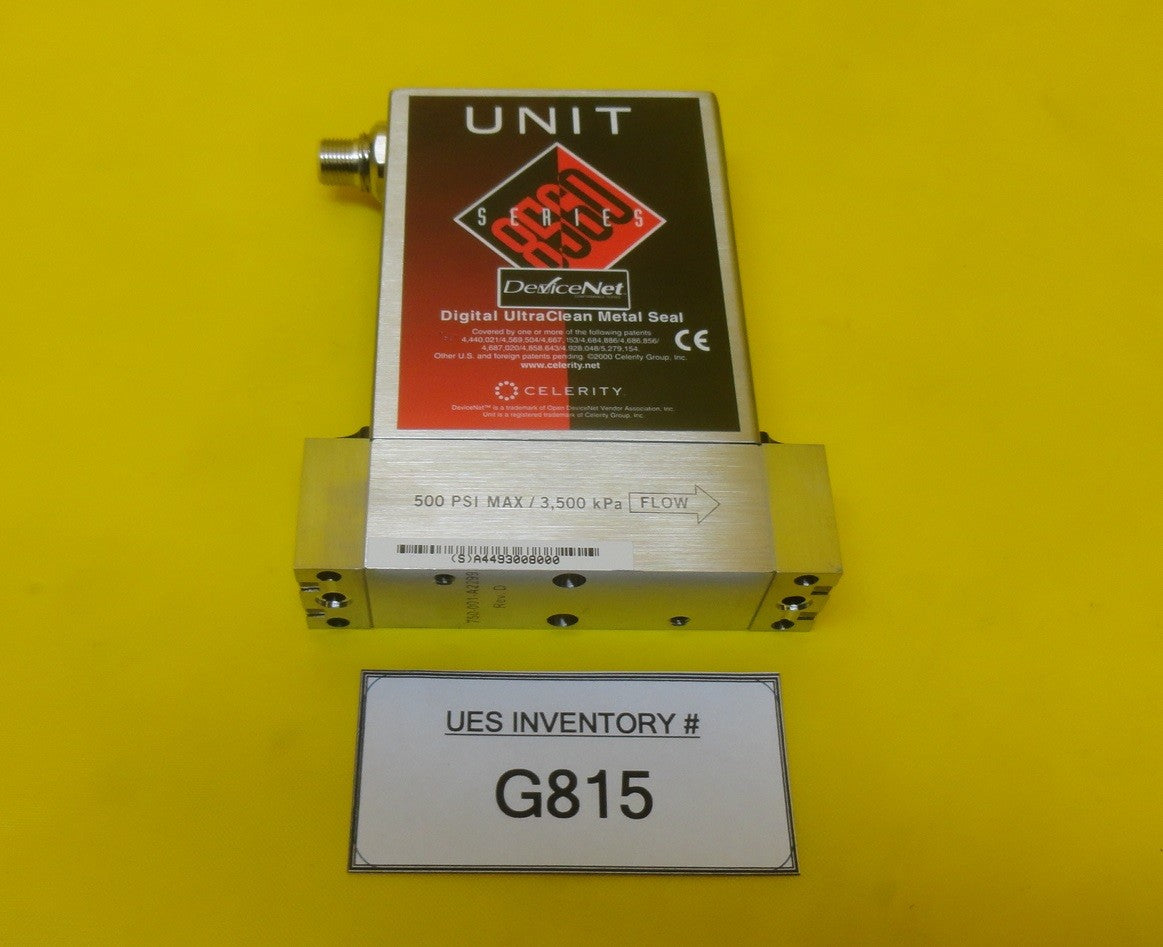 UNIT
8560
SERIES
DeviceNet
Digital UltraClean Metal Seal
Covered by one or more of the following patents
4,440,021/4,569,504/4,667,153/4,684,886/4,686,856/
4,687,020/4,858,643/4,928,048/5,279,154.
Other U.S. and foreign patents pending. ©2000 Celerity Group, Inc.
www.celerity.net
CE
CELERITY
DeviceNet™ is a trademark of Open DeviceNet Vendor Association, Inc.
Unit is a registered trademark of Celerity Group, Inc.
500 PSI MAX / 3,500 kPa FLOW
(S)A4493008000
Rev. D
UES INVENTORY #
G815